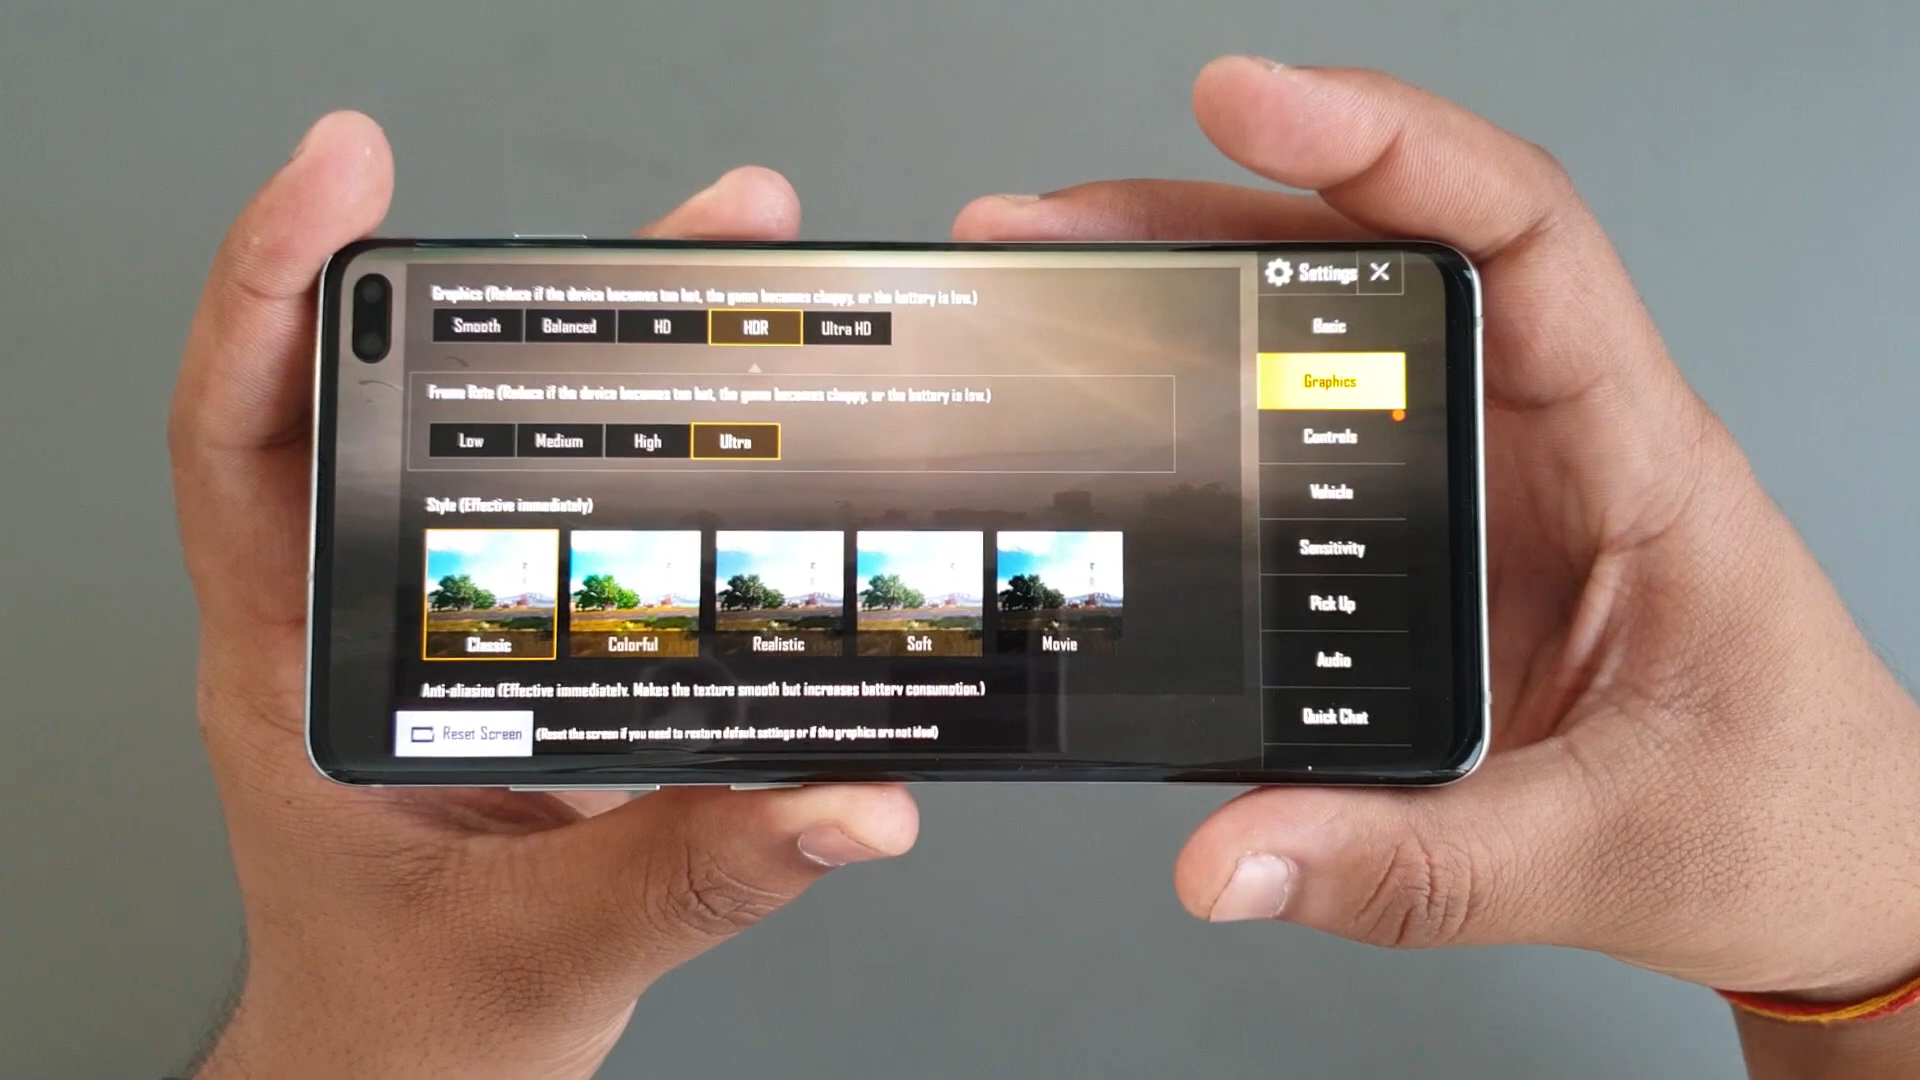 Graphics (Reduce if the device becomes too hot, the game becomes choppy, or the battery is low.)
Smooth Balanced HD HDR Ultra HD
Frame Rate (Reduce if the device becomes too hot, the game becomes choppy, or the battery is low.)
Low Medium High Ultra
Style (Effective immediately)
Classic Colorful Realistic Soft Movie
Anti-aliasing (Effective immediately. Makes the texture smooth but increases battery consumption.)
Reset Screen (Reset the screen if you need to restore default settings or if the graphics are not ideal)
Settings X
Basic
Graphics
Controls
Vehicle
Sensitivity
Pick Up
Audio
Quick Chat